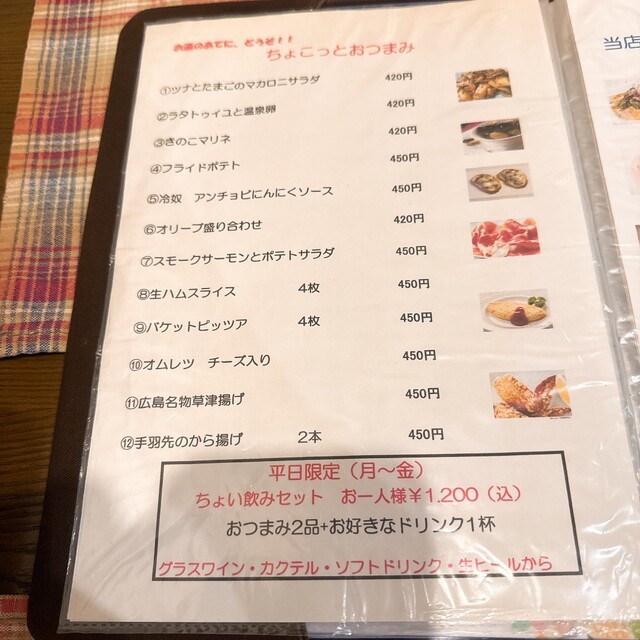 お酒のあてに、どうぞ！！
ちょこっとおつまみ
①ツナとたまごのマカロニサラダ 420円
②ラタトゥイユと温泉卵 420円
③きのこマリネ 420円
④フライドポテト 450円
⑤冷奴 アンチョビにんにくソース 450円
⑥オリーブ盛り合わせ 420円
⑦スモークサーモンとポテトサラダ 450円
⑧生ハムスライス 4枚 450円
⑨バケットピッツア 4枚 450円
⑩オムレツ チーズ入り 450円
⑪広島名物草津揚げ 450円
⑫手羽先のから揚げ 2本 450円
平日限定（月～金）
ちょい飲みセット お一人様￥1,200（込）
おつまみ2品+お好きなドリンク1杯
グラスワイン・カクテル・ソフトドリンク・生ビールから
当店